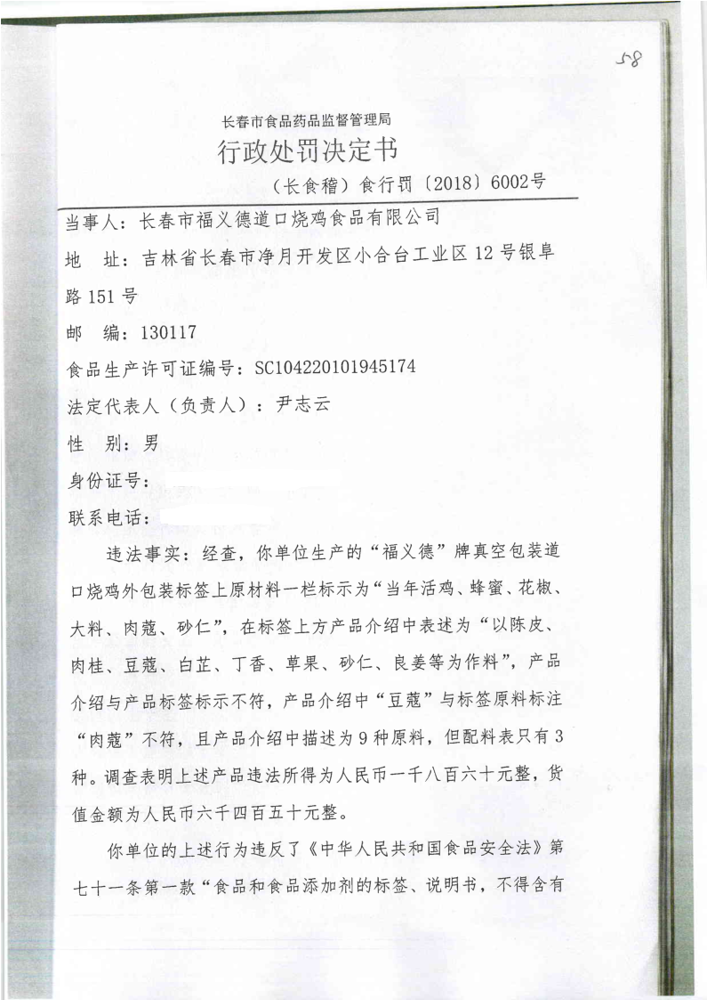 58
长春市食品药品监督管理局
行政处罚决定书
（长食稽）食行罚〔2018〕6002号
当事人：长春市福义德道口烧鸡食品有限公司
地　址：吉林省长春市净月开发区小合台工业区 12 号银阜
路 151 号
邮　编：130117
食品生产许可证编号：SC104220101945174
法定代表人（负责人）：尹志云
性　别：男
身份证号：
联系电话：
违法事实：经查，你单位生产的“福义德”牌真空包装道
口烧鸡外包装标签上原材料一栏标示为“当年活鸡、蜂蜜、花椒、
大料、肉蔻、砂仁”，在标签上方产品介绍中表述为“以陈皮、
肉桂、豆蔻、白芷、丁香、草果、砂仁、良姜等为作料”，产品
介绍与产品标签标示不符，产品介绍中“豆蔻”与标签原料标注
“肉蔻”不符，且产品介绍中描述为 9 种原料，但配料表只有 3
种。调查表明上述产品违法所得为人民币一千八百六十元整，货
值金额为人民币六千四百五十元整。
你单位的上述行为违反了《中华人民共和国食品安全法》第
七十一条第一款“食品和食品添加剂的标签、说明书，不得含有